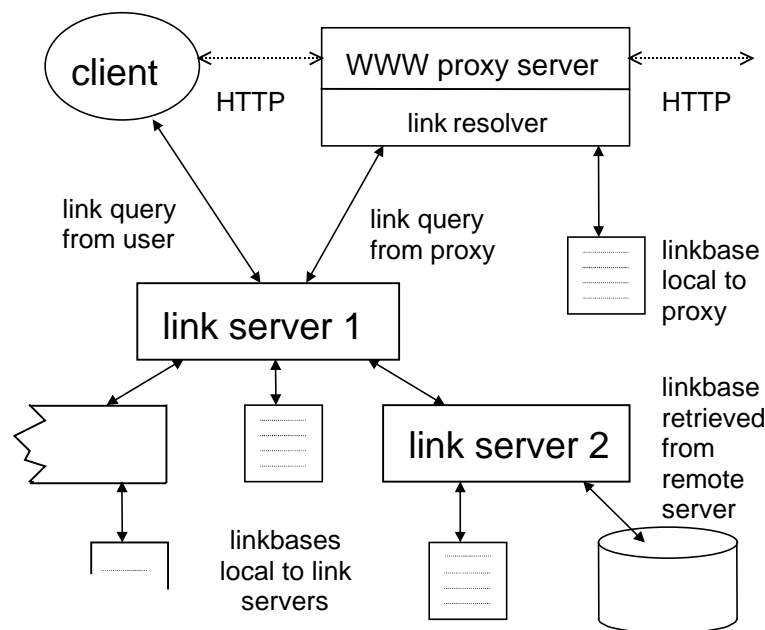 client
WWW proxy server
HTTP
HTTP
link resolver
link query
from user
link query
from proxy
linkbase
local to
proxy
link server 1
linkbase
retrieved
from
remote
server
link server 2
linkbases
local to link
servers